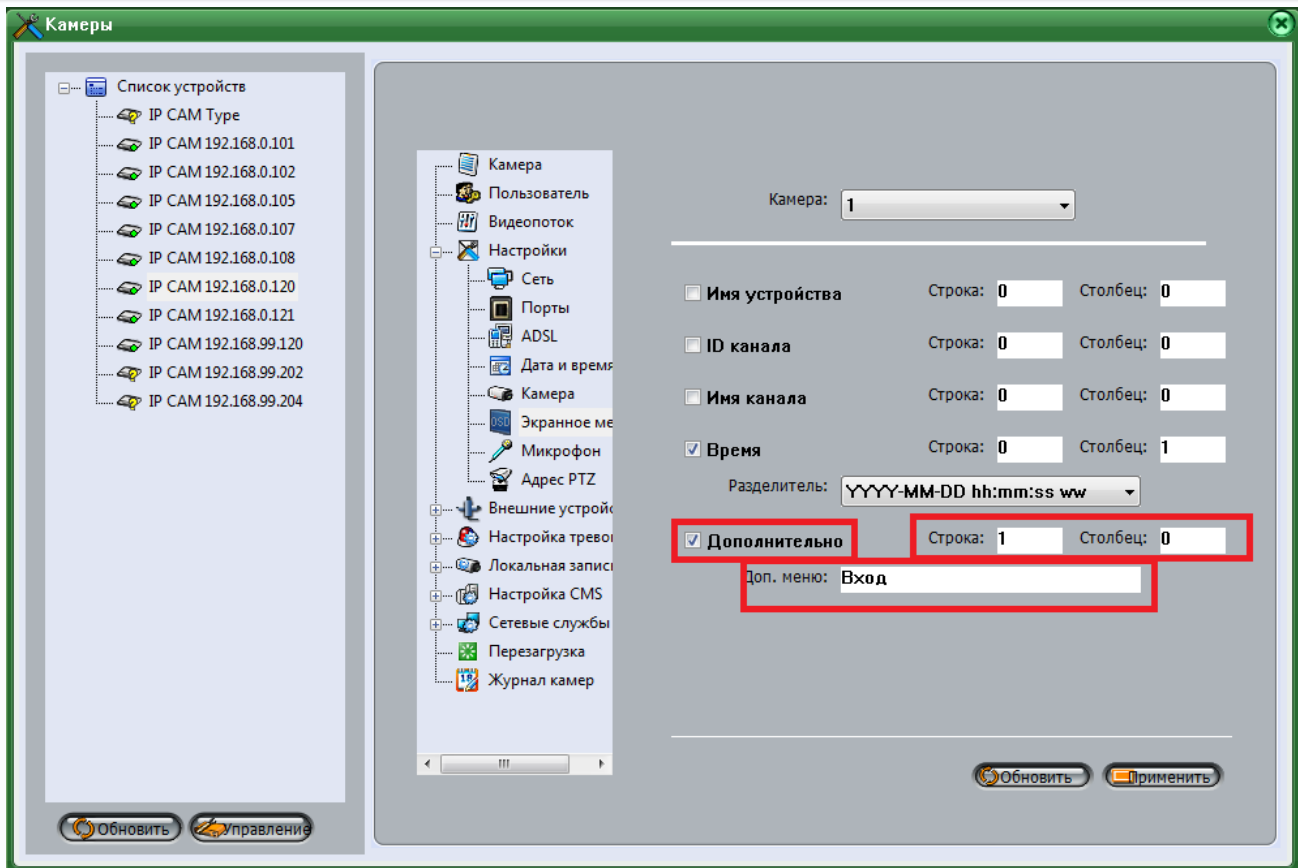 Камеры
Список устройств
IP CAM Type
IP CAM 192.168.0.101
IP CAM 192.168.0.102
IP CAM 192.168.0.105
IP CAM 192.168.0.107
IP CAM 192.168.0.108
IP CAM 192.168.0.120
IP CAM 192.168.0.121
IP CAM 192.168.99.120
IP CAM 192.168.99.202
IP CAM 192.168.99.204
Обновить Управление
Камера
Пользователь
Видеопоток
Настройки
Сеть
Порты
ADSL
Дата и время
Камера
OSD Экранное ме
Микрофон
Адрес PTZ
Внешние устройс
Настройка тревог
Локальная запись
Настройка CMS
Сетевые службы
Перезагрузка
Журнал камер
Камера: 1
Имя устройства Строка: 0 Столбец: 0
ID канала Строка: 0 Столбец: 0
Имя канала Строка: 0 Столбец: 0
Время Строка: 0 Столбец: 1
Разделитель: YYYY-MM-DD hh:mm:ss ww
Дополнительно Строка: 1 Столбец: 0
Доп. меню: Вход
Обновить Применить